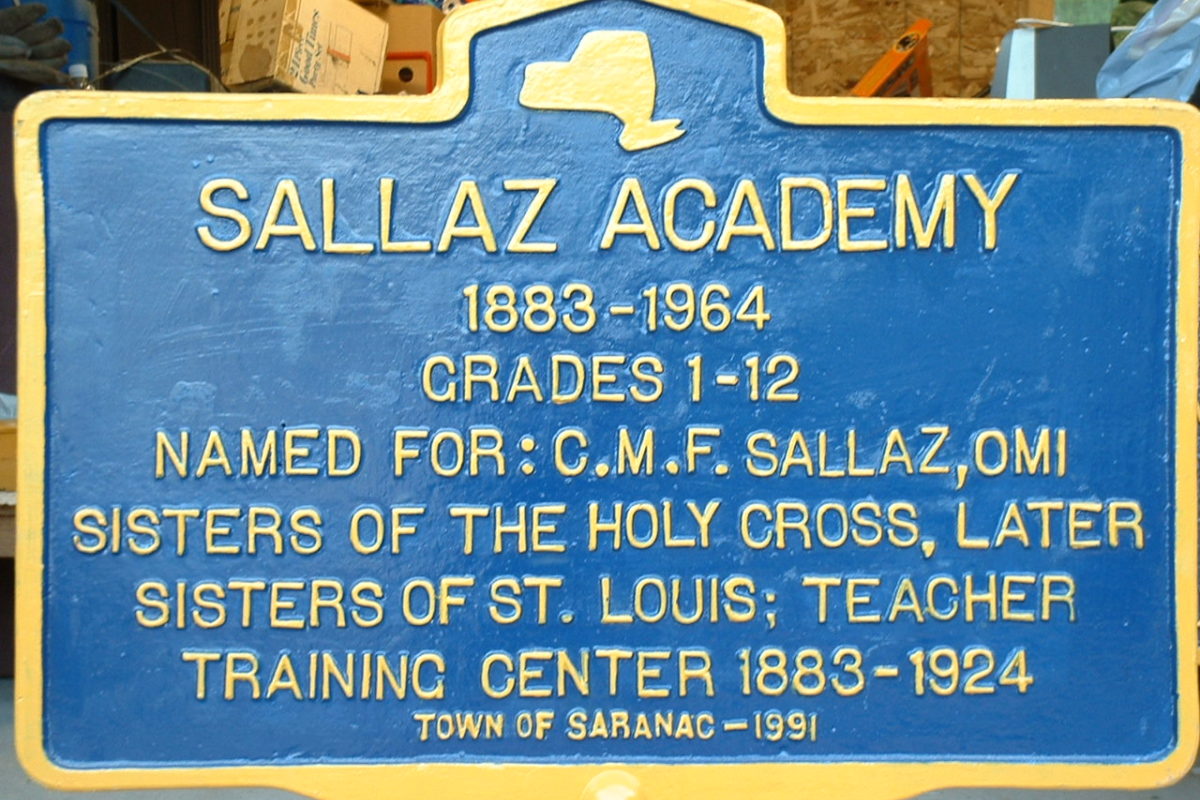 SALLAZ ACADEMY
1883-1964
GRADES 1-12
NAMED FOR: C.M.F. SALLAZ, OMI
SISTERS OF THE HOLY CROSS, LATER
SISTERS OF ST. LOUIS; TEACHER
TRAINING CENTER 1883-1924
TOWN OF SARANAC - 1991